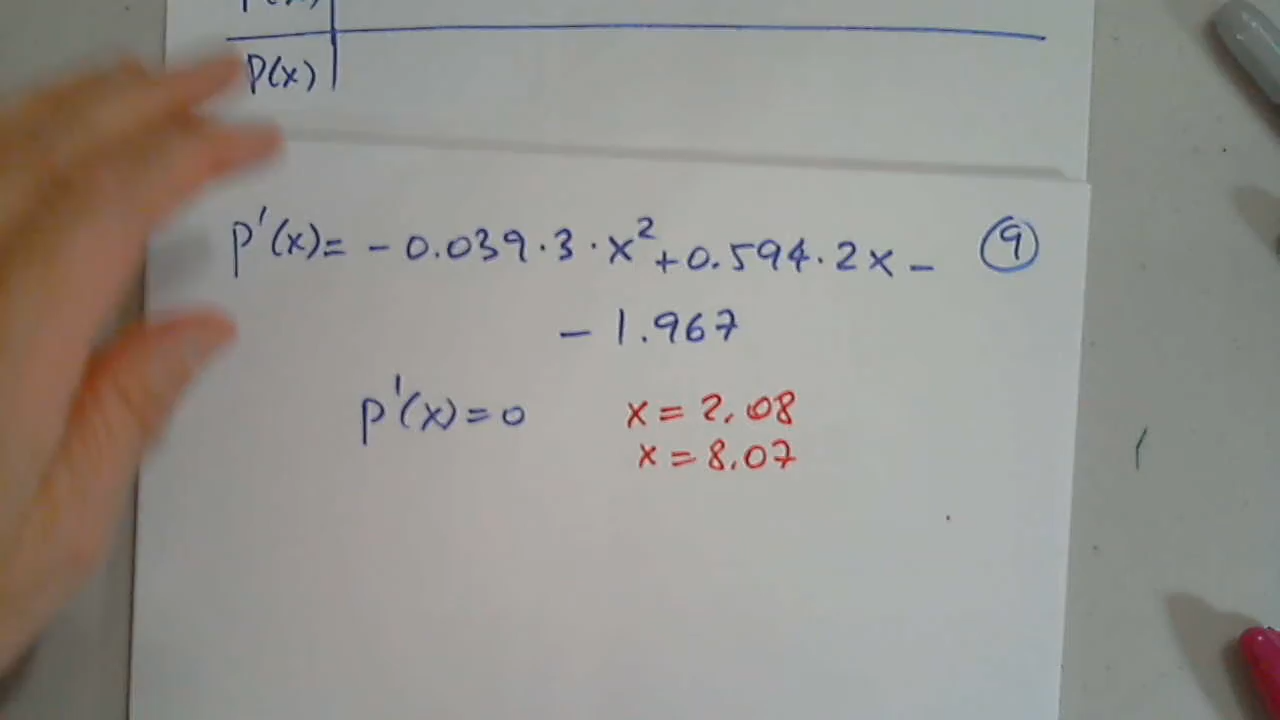 P(x)
p'(x)= - 0.039·3·x² +0.594·2x - 9
- 1.967
p'(x)=0 x=2.08
x=8.07